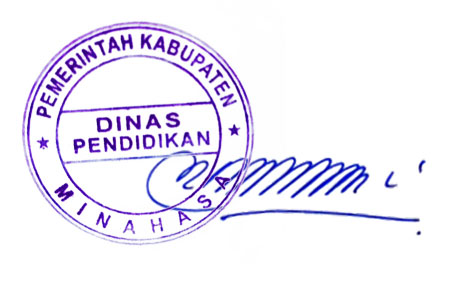 PEMERINTAH KABUPATEN
DINAS
PENDIDIKAN
MINAHASA